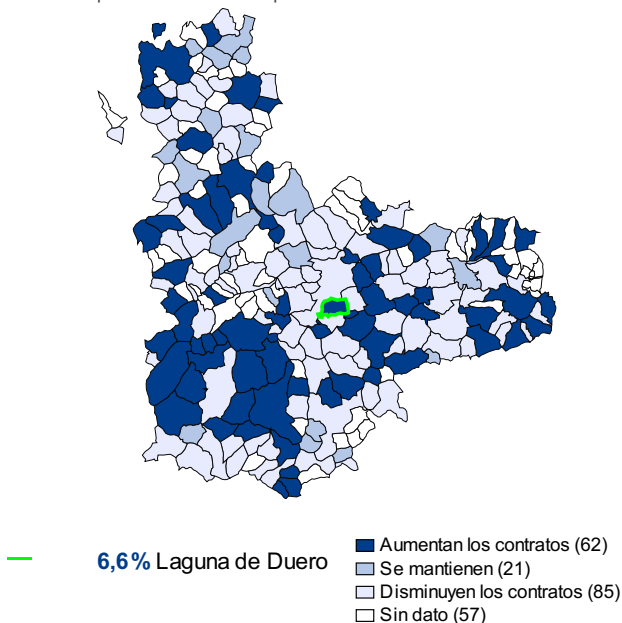 6,6% Laguna de Duero
Aumentan los contratos (62)
Se mantienen (21)
Disminuyen los contratos (85)
Sin dato (57)